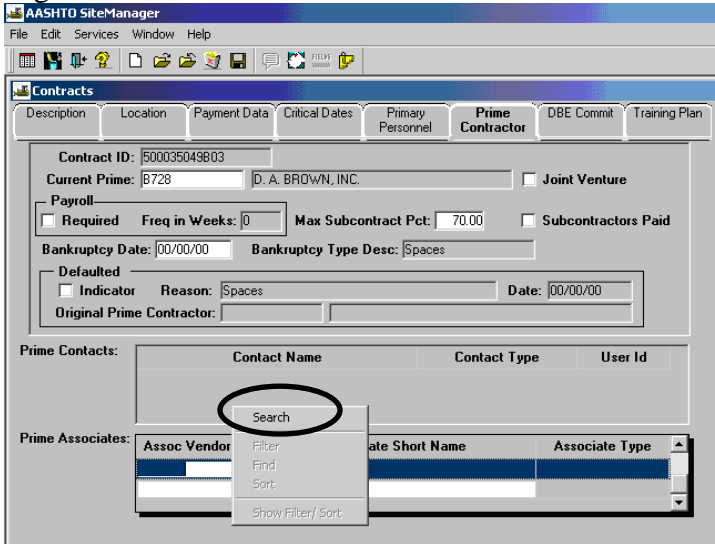 AASHTO SiteManager
File Edit Services Window Help
Contracts
Description Location Payment Data Critical Dates Primary Personnel Prime Contractor DBE Commit Training Plan
Contract ID: 500035049B03
Current Prime: B728 D. A. BROWN, INC. Joint Venture
Payroll
Required Freq in Weeks: 0 Max Subcontract Pct: 70.00 Subcontractors Paid
Bankruptcy Date: 00/00/00 Bankruptcy Type Desc: Spaces
Defaulted
Indicator Reason: Spaces Date: 00/00/00
Original Prime Contractor:
Prime Contacts: Contact Name Contact Type User Id
Search
Prime Associates: Assoc Vendor Filter ate Short Name Associate Type
Find
Sort
Show Filter/ Sort